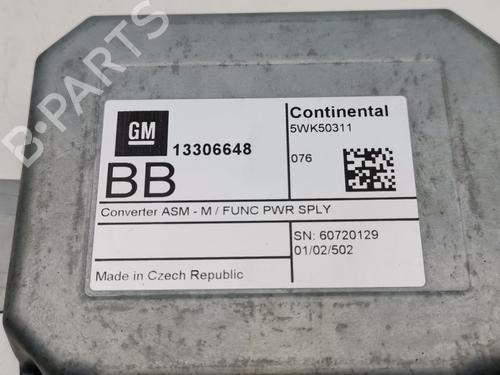 B-PARTS
GM
13306648
BB
Continental
5WK50311
076
Converter ASM - M / FUNC PWR SPLY
SN: 60720129
01/02/502
Made in Czech Republic